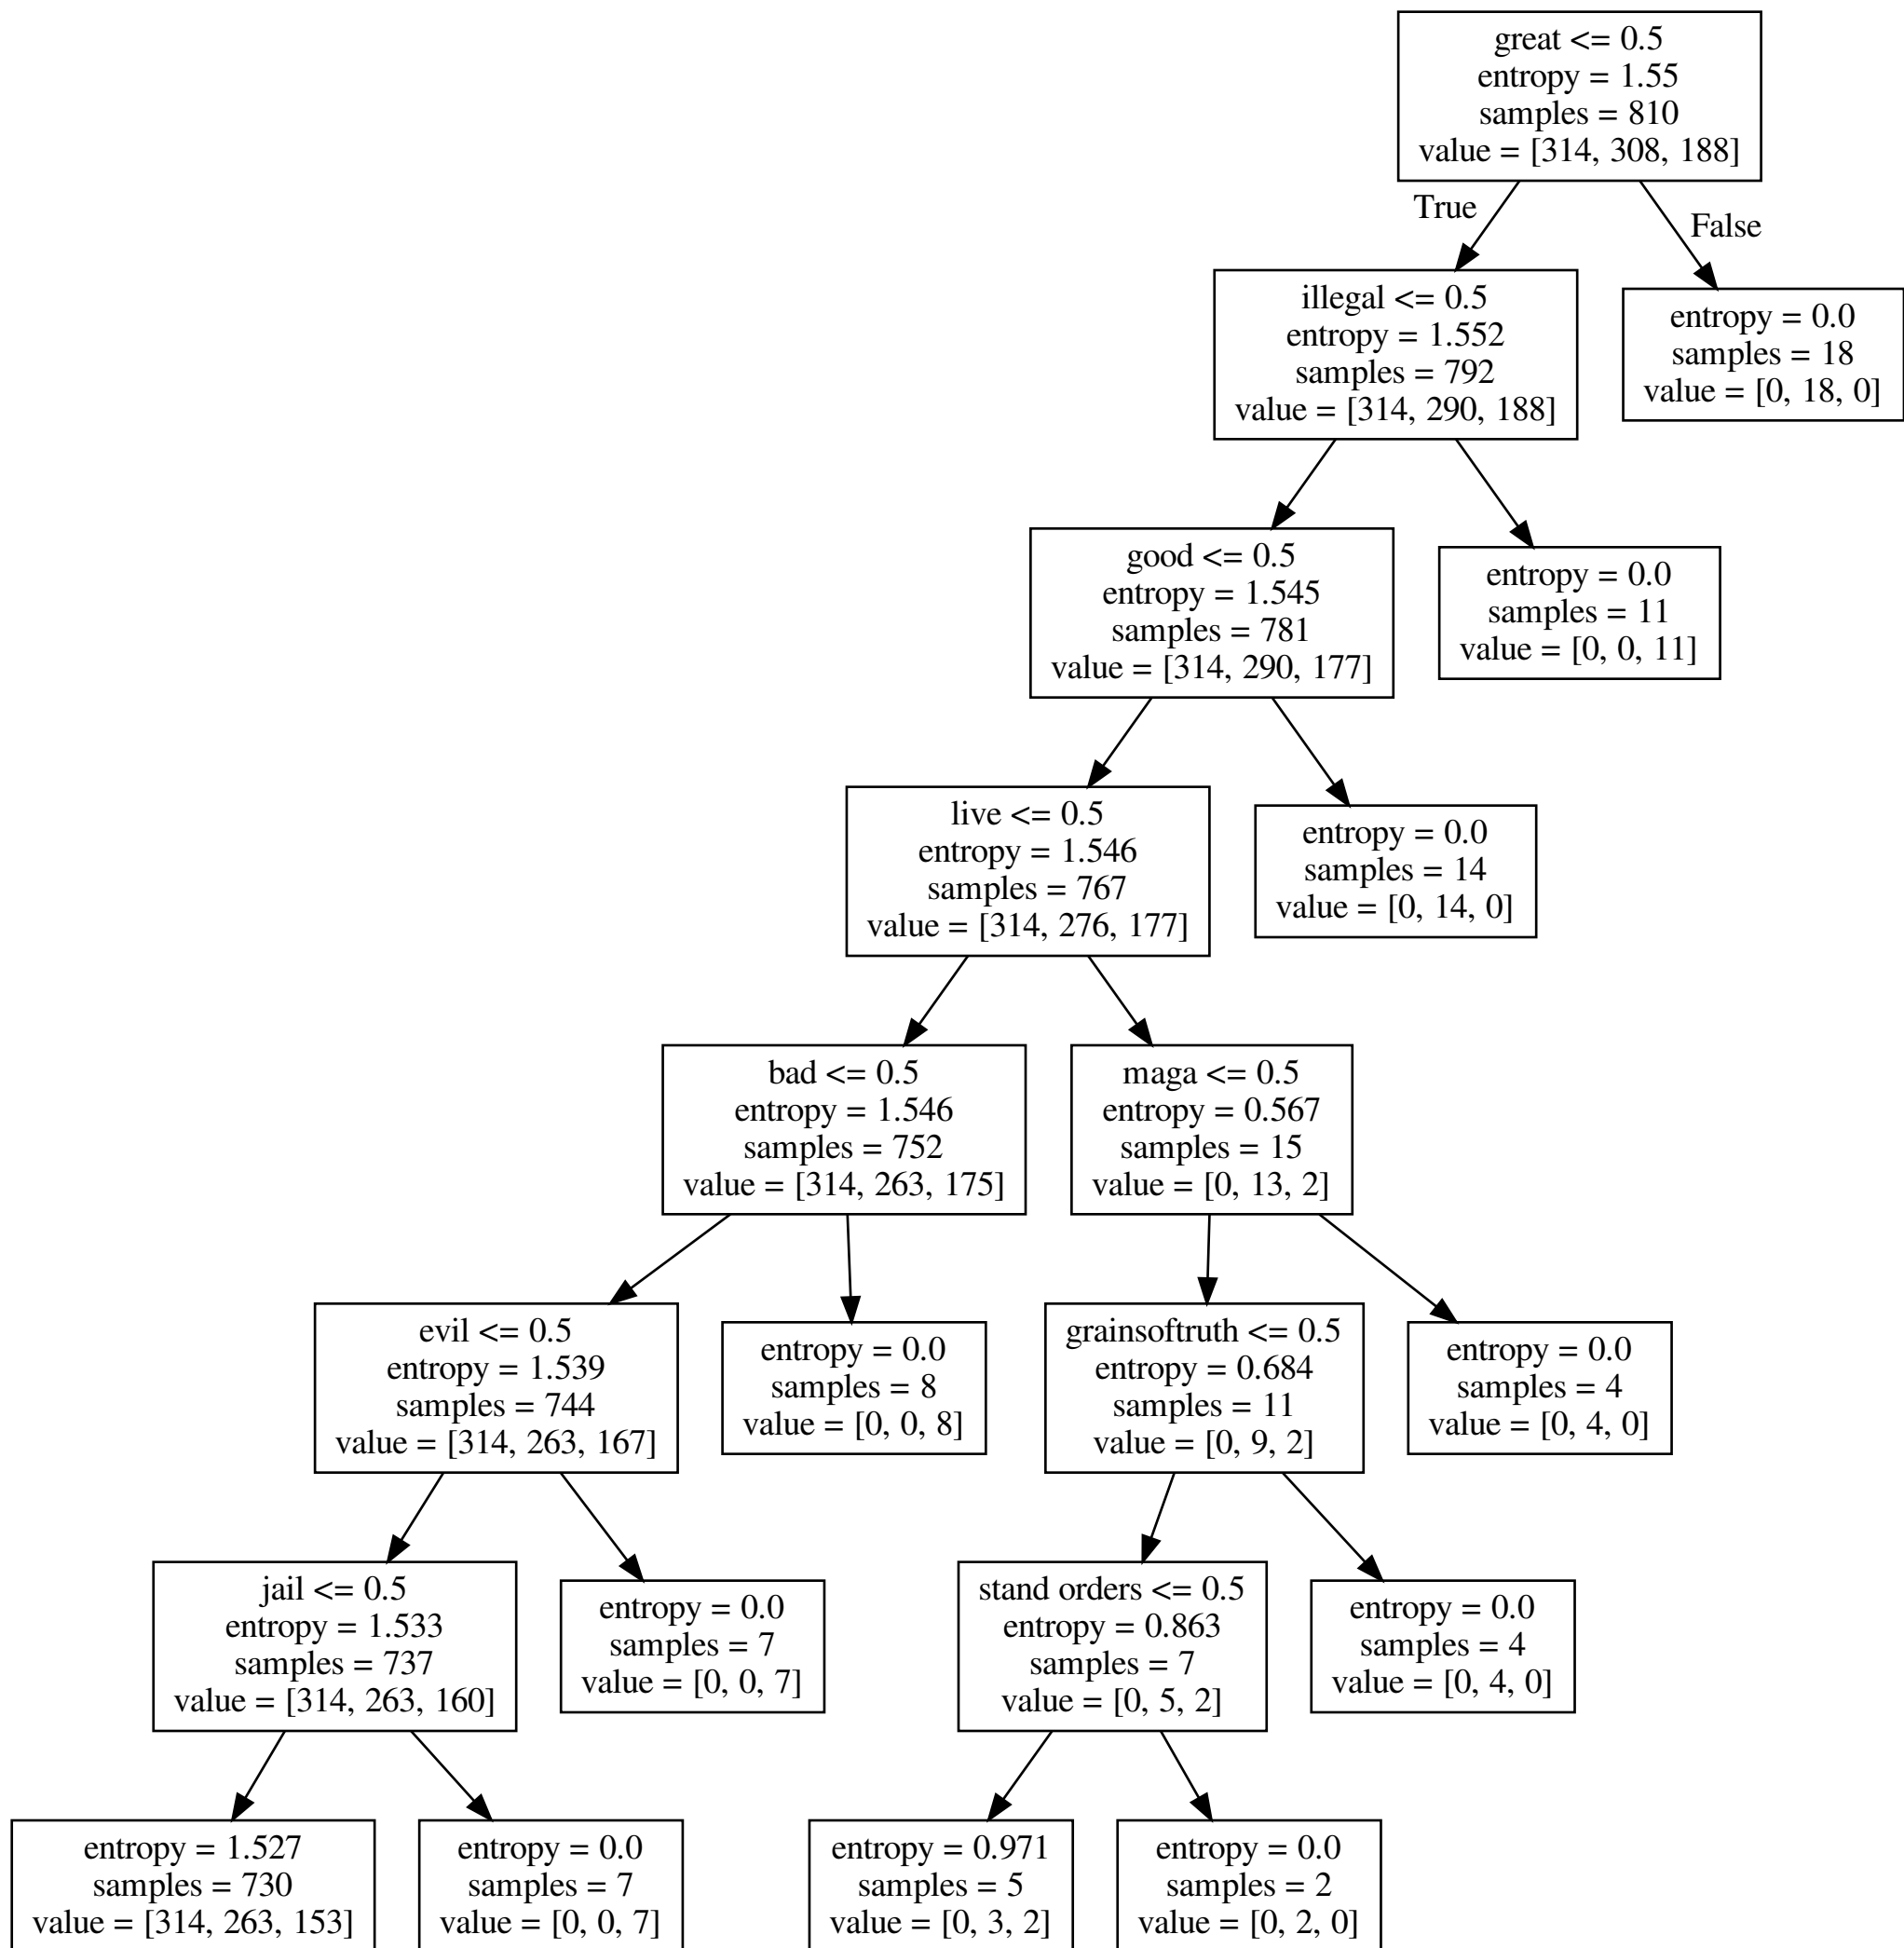 great <= 0.5
entropy = 1.55
samples = 810
value = [314, 308, 188]
True
False
illegal <= 0.5
entropy = 1.552
samples = 792
value = [314, 290, 188]
entropy = 0.0
samples = 18
value = [0, 18, 0]
good <= 0.5
entropy = 1.545
samples = 781
value = [314, 290, 177]
entropy = 0.0
samples = 11
value = [0, 0, 11]
live <= 0.5
entropy = 1.546
samples = 767
value = [314, 276, 177]
entropy = 0.0
samples = 14
value = [0, 14, 0]
bad <= 0.5
entropy = 1.546
samples = 752
value = [314, 263, 175]
maga <= 0.5
entropy = 0.567
samples = 15
value = [0, 13, 2]
evil <= 0.5
entropy = 1.539
samples = 744
value = [314, 263, 167]
entropy = 0.0
samples = 8
value = [0, 0, 8]
grainsoftruth <= 0.5
entropy = 0.684
samples = 11
value = [0, 9, 2]
entropy = 0.0
samples = 4
value = [0, 4, 0]
jail <= 0.5
entropy = 1.533
samples = 737
value = [314, 263, 160]
entropy = 0.0
samples = 7
value = [0, 0, 7]
stand orders <= 0.5
entropy = 0.863
samples = 7
value = [0, 5, 2]
entropy = 0.0
samples = 4
value = [0, 4, 0]
entropy = 1.527
samples = 730
value = [314, 263, 153]
entropy = 0.0
samples = 7
value = [0, 0, 7]
entropy = 0.971
samples = 5
value = [0, 3, 2]
entropy = 0.0
samples = 2
value = [0, 2, 0]